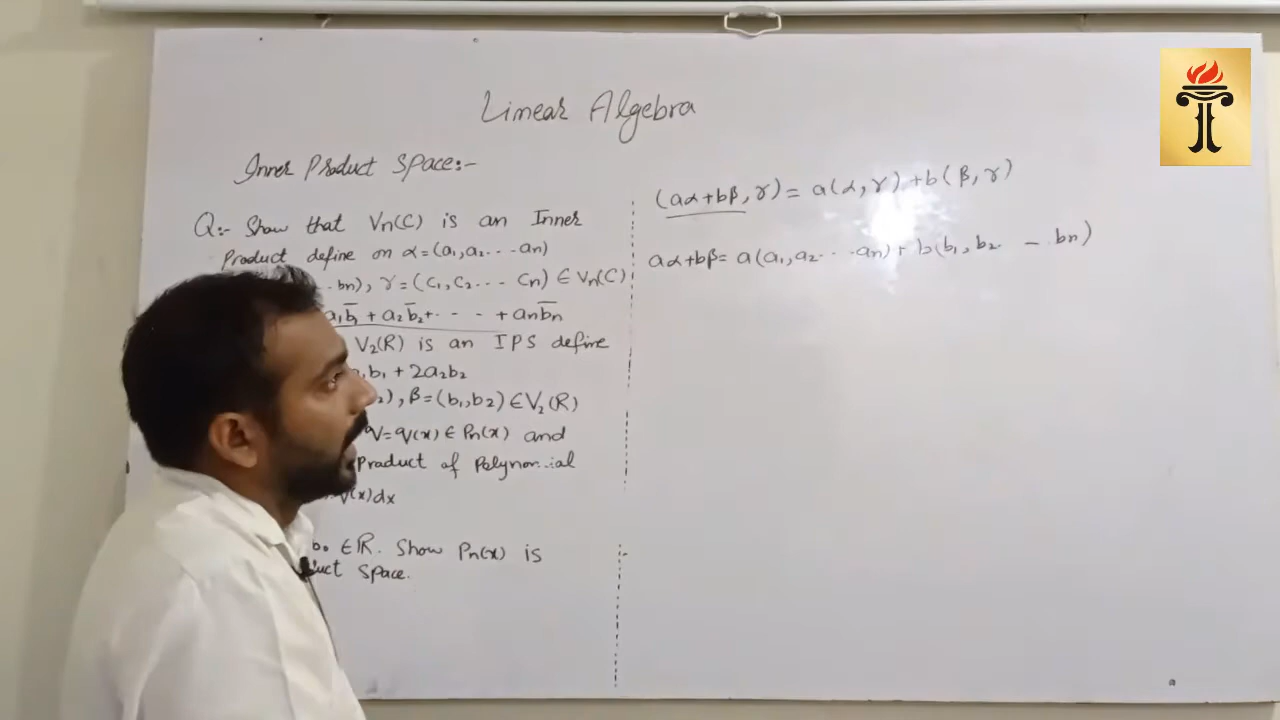 Linear Algebra
Inner Product Space:-
Q:- Show that Vn(C) is an Inner
Product define on α=(a₁,a₂...an)
bn), γ=(c₁,c₂... cn) ∈ Vn(C)
a₁b̅₁ + a₂b̅₂+ - - + anb̅n
V₂(R) is an IPS define
b₁ + 2a₂b₂
), β=(b₁,b₂) ∈ V₂(R)
V=q(x) ∈ Pn(x) and
Product of Polynomial
(x)dx
∈ R. Show Pn(x) is
Space.
(aα+bβ,γ)= a(α,γ)+b(β,γ)
aα+bβ= a(a₁,a₂...an)+b(b₁,b₂. - .bn)